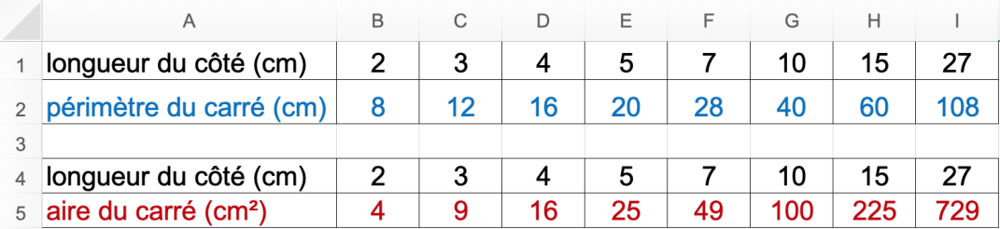 A B C D E F G H I
1 longueur du côté (cm) 2 3 4 5 7 10 15 27
2 périmètre du carré (cm) 8 12 16 20 28 40 60 108
3
4 longueur du côté (cm) 2 3 4 5 7 10 15 27
5 aire du carré (cm²) 4 9 16 25 49 100 225 729